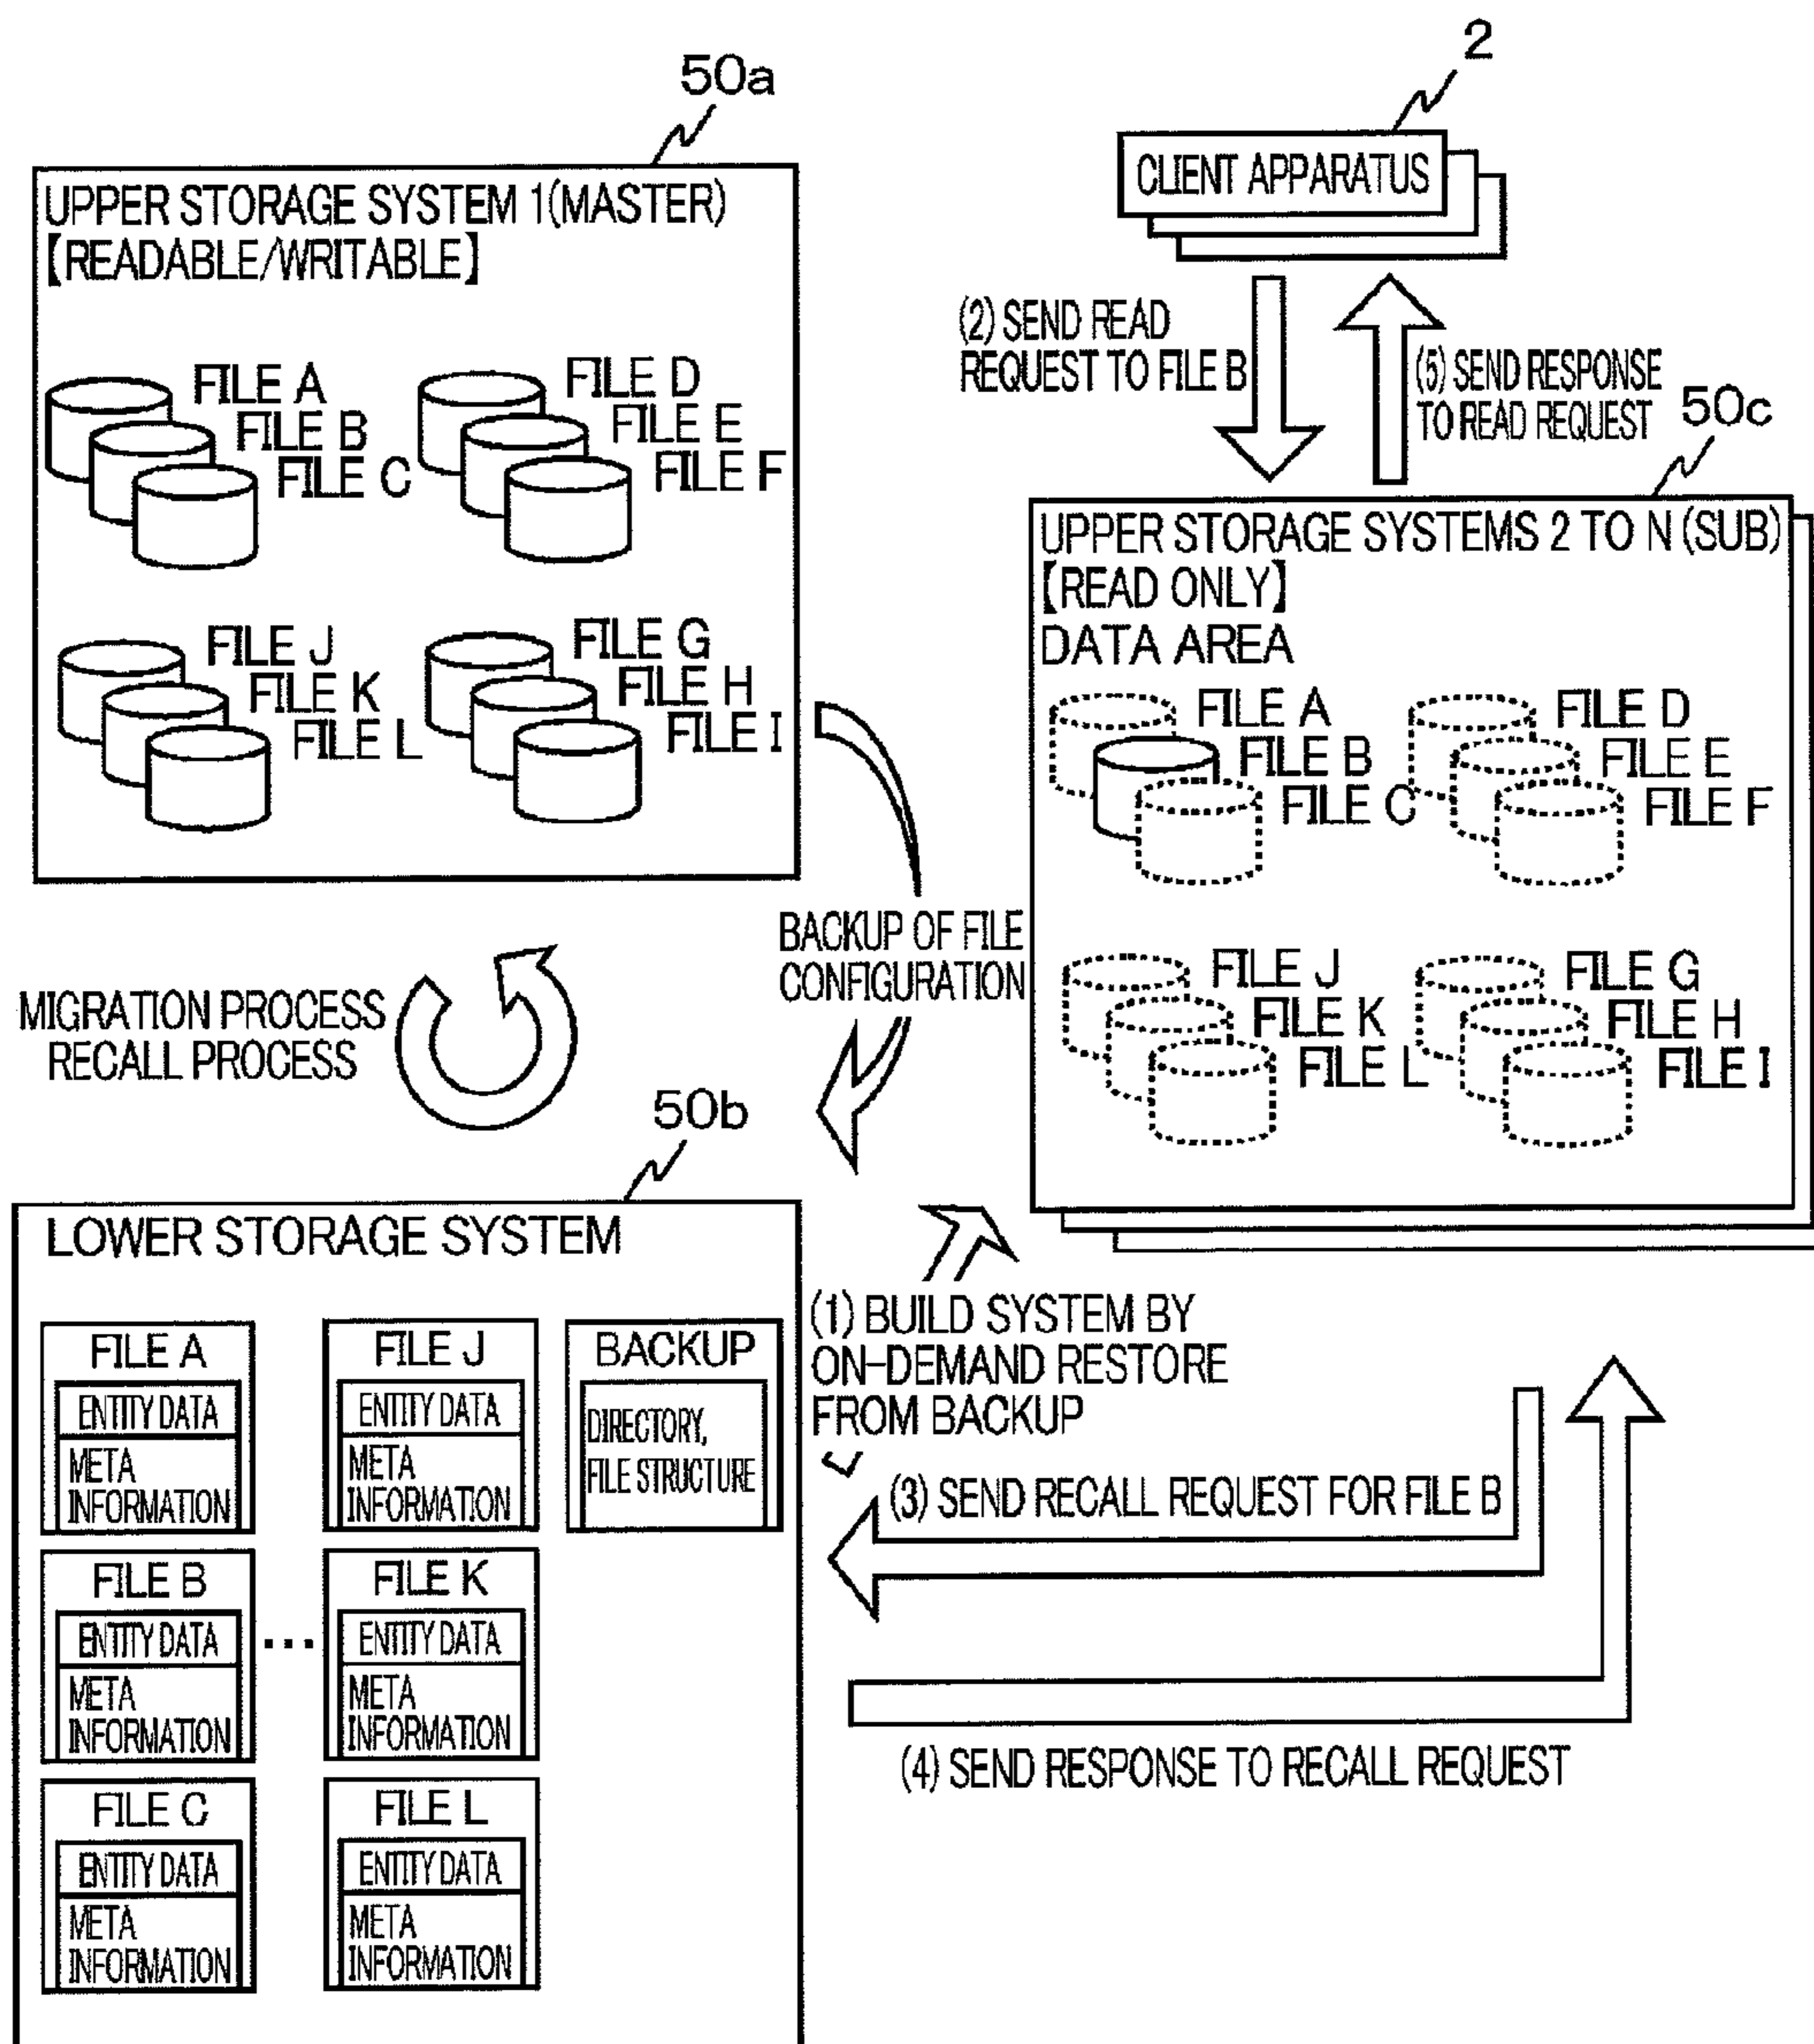 50a
2
UPPER STORAGE SYSTEM 1(MASTER)
【READABLE/WRITABLE】
FILE A
FILE B
FILE C
FILE D
FILE E
FILE F
FILE J
FILE K
FILE L
FILE G
FILE H
FILE I
CLIENT APPARATUS
(2) SEND READ
REQUEST TO FILE B
(5) SEND RESPONSE
TO READ REQUEST
50c
UPPER STORAGE SYSTEMS 2 TO N (SUB)
【READ ONLY】
DATA AREA
FILE A
FILE B
FILE C
FILE D
FILE E
FILE F
FILE J
FILE K
FILE L
FILE G
FILE H
FILE I
BACKUP OF FILE
CONFIGURATION
MIGRATION PROCESS
RECALL PROCESS
50b
LOWER STORAGE SYSTEM
FILE A
ENTITY DATA
META
INFORMATION
FILE J
ENTITY DATA
META
INFORMATION
BACKUP
DIRECTORY,
FILE STRUCTURE
FILE B
ENTITY DATA
META
INFORMATION
...
FILE K
ENTITY DATA
META
INFORMATION
FILE C
ENTITY DATA
META
INFORMATION
FILE L
ENTITY DATA
META
INFORMATION
(1) BUILD SYSTEM BY
ON-DEMAND RESTORE
FROM BACKUP
(3) SEND RECALL REQUEST FOR FILE B
(4) SEND RESPONSE TO RECALL REQUEST